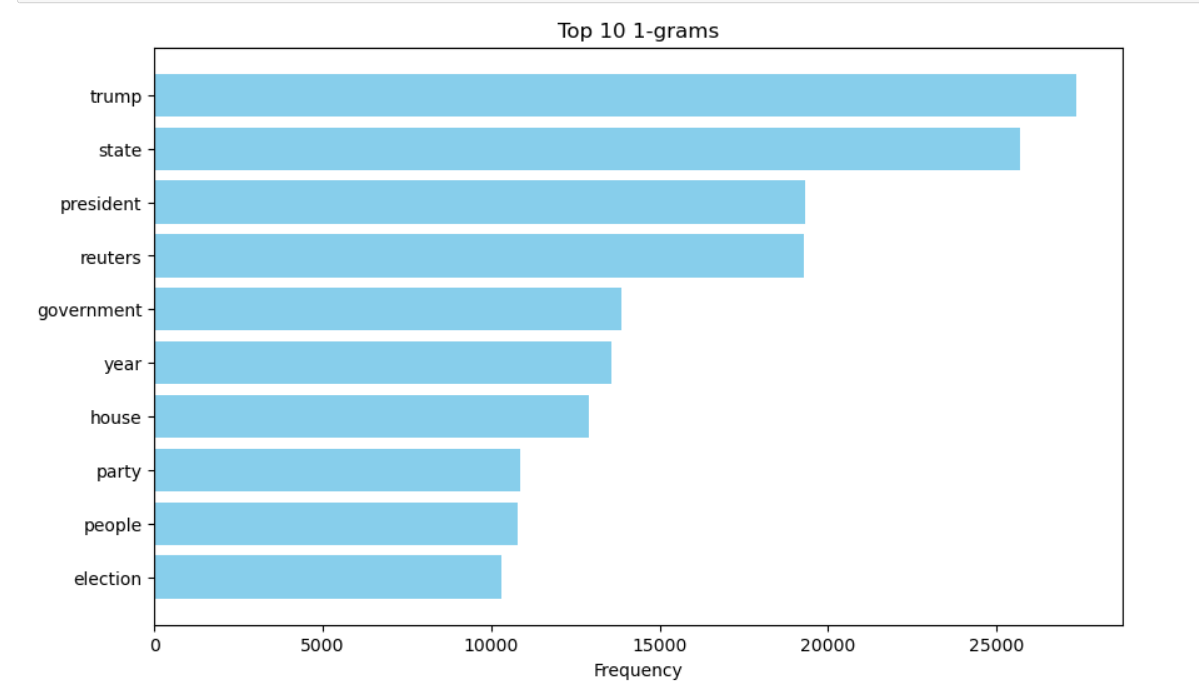 Top 10 1-grams
trump
state
president
reuters
government
year
house
party
people
election
0 5000 10000 15000 20000 25000
Frequency